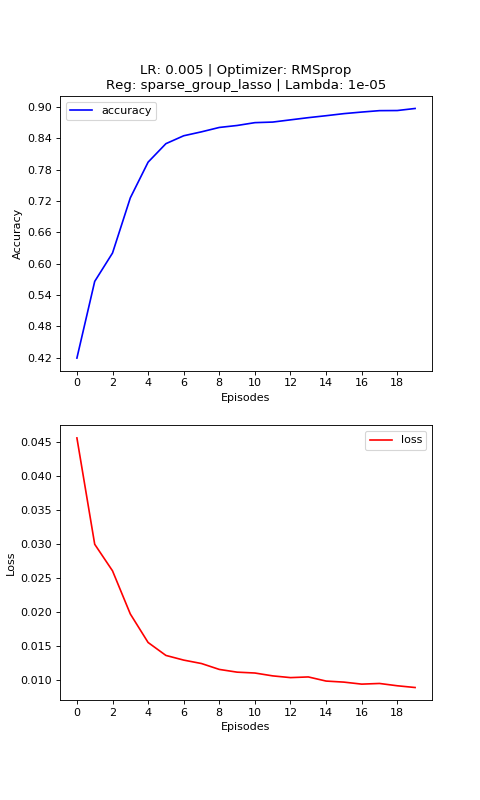 LR: 0.005 | Optimizer: RMSprop
Reg: sparse_group_lasso | Lambda: 1e-05
accuracy
0.90
0.84
0.78
0.72
0.66
0.60
0.54
0.48
0.42
Accuracy
0 2 4 6 8 10 12 14 16 18
Episodes
loss
0.045
0.040
0.035
0.030
0.025
0.020
0.015
0.010
Loss
0 2 4 6 8 10 12 14 16 18
Episodes